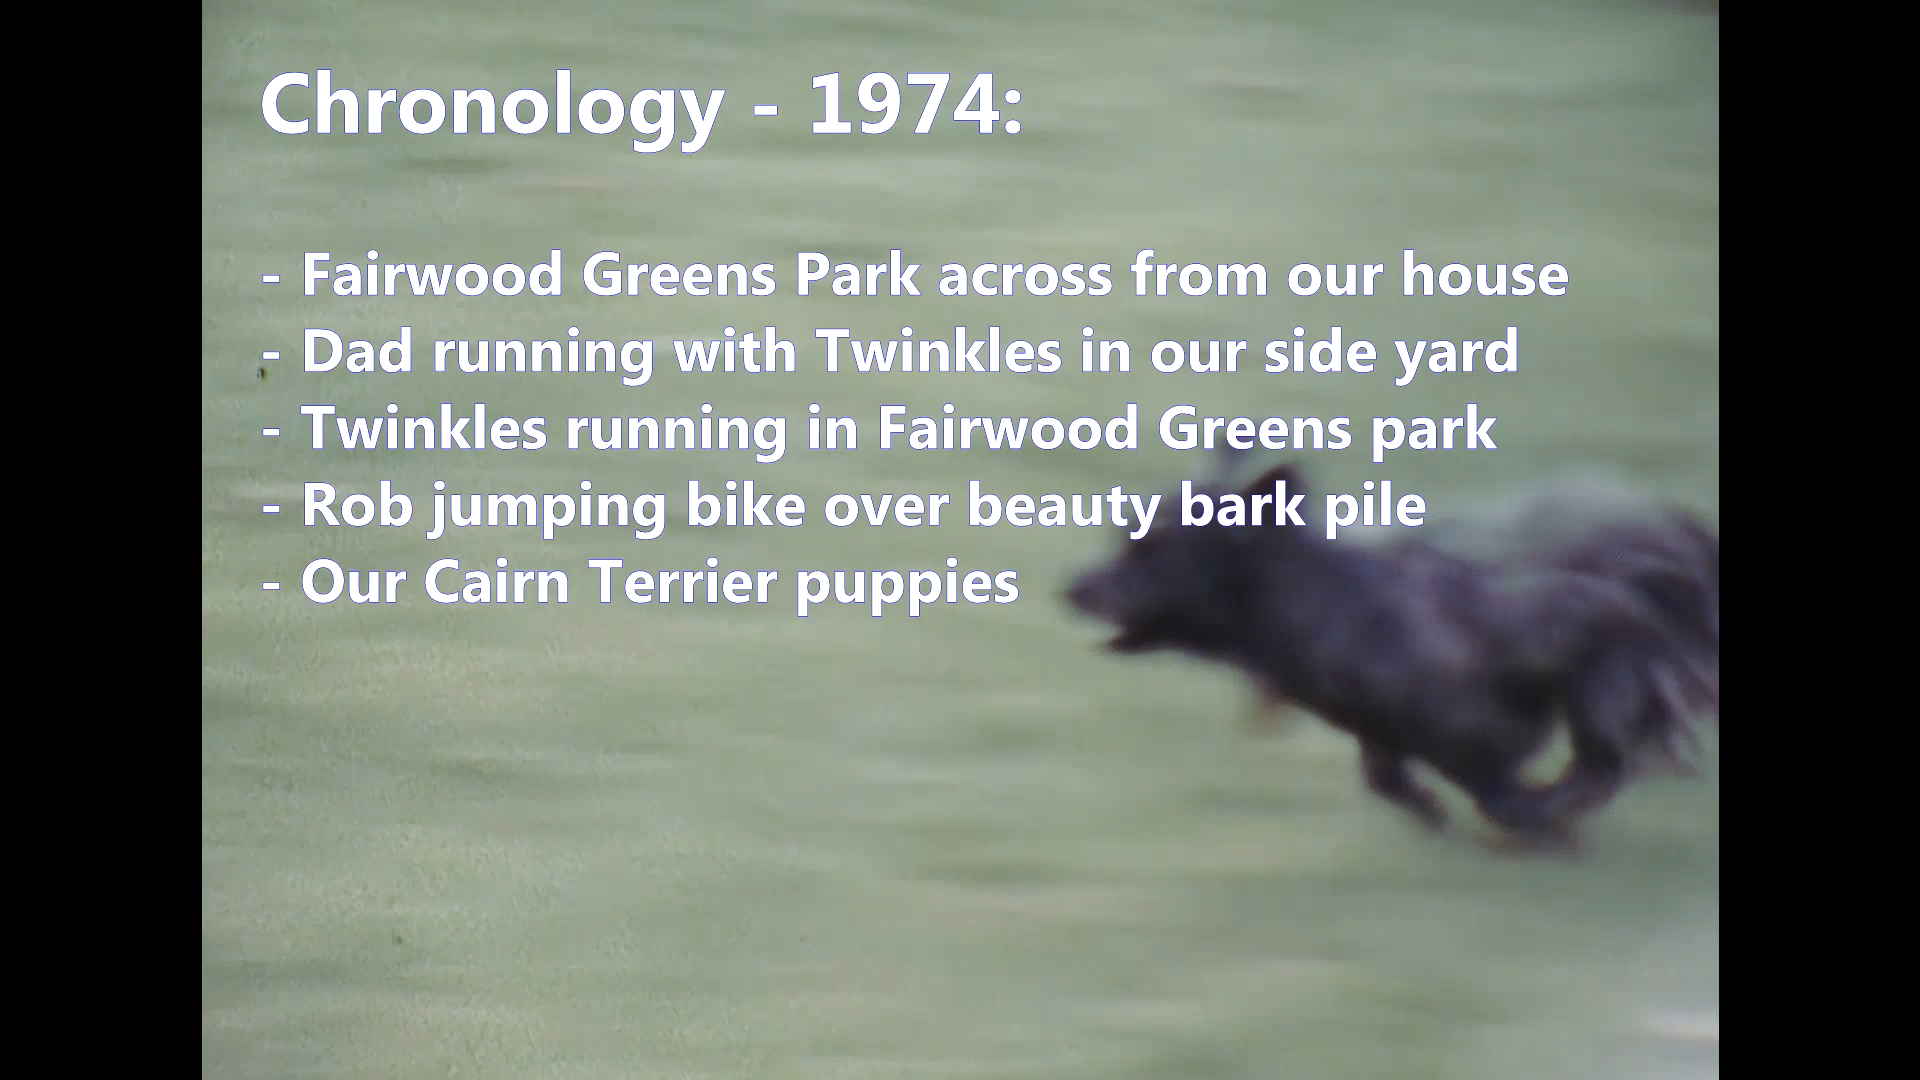 Chronology - 1974:
- Fairwood Greens Park across from our house
- Dad running with Twinkles in our side yard
- Twinkles running in Fairwood Greens park
- Rob jumping bike over beauty bark pile
- Our Cairn Terrier puppies